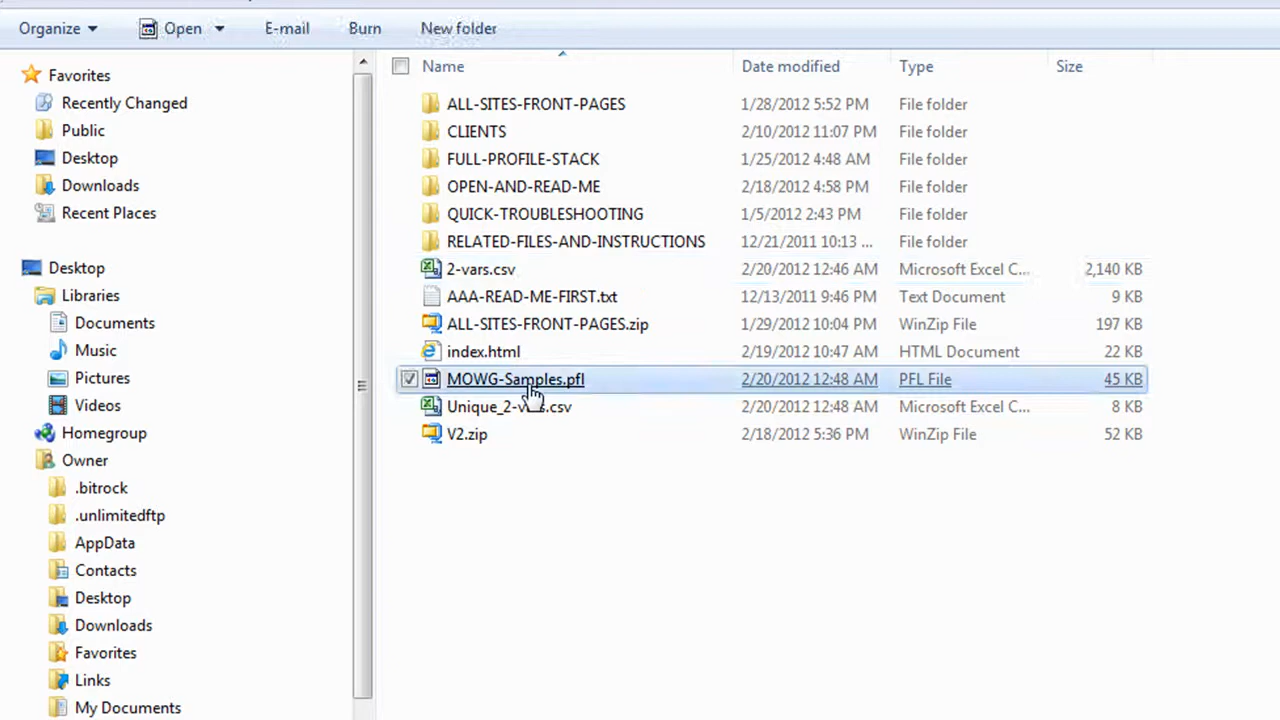 Organize Open E-mail Burn New folder
Name Date modified Type Size
Favorites
Recently Changed
Public
Desktop
Downloads
Recent Places
Desktop
Libraries
Documents
Music
Pictures
Videos
Homegroup
Owner
.bitrock
.unlimitedftp
AppData
Contacts
Desktop
Downloads
Favorites
Links
My Documents
ALL-SITES-FRONT-PAGES 1/28/2012 5:52 PM File folder
CLIENTS 2/10/2012 11:07 PM File folder
FULL-PROFILE-STACK 1/25/2012 4:48 AM File folder
OPEN-AND-READ-ME 2/18/2012 4:58 PM File folder
QUICK-TROUBLESHOOTING 1/5/2012 2:43 PM File folder
RELATED-FILES-AND-INSTRUCTIONS 12/21/2011 10:13 ... File folder
2-vars.csv 2/20/2012 12:46 AM Microsoft Excel C... 2,140 KB
AAA-READ-ME-FIRST.txt 12/13/2011 9:46 PM Text Document 9 KB
ALL-SITES-FRONT-PAGES.zip 1/29/2012 10:04 PM WinZip File 197 KB
index.html 2/19/2012 10:47 AM HTML Document 22 KB
MOWG-Samples.pfl 2/20/2012 12:48 AM PFL File 45 KB
Unique_2-vars.csv 2/20/2012 12:48 AM Microsoft Excel C... 8 KB
V2.zip 2/18/2012 5:36 PM WinZip File 52 KB